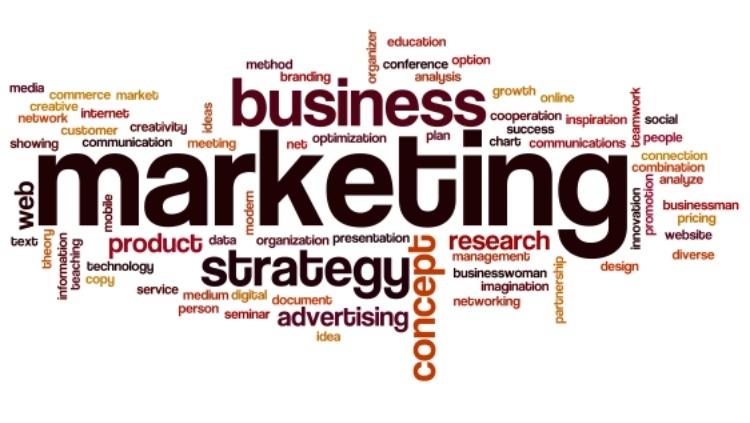 education
organizer
method
conference
option
branding
analysis
media
commerce
market
business
growth
online
creative
internet
ideas
network
cooperation
inspiration
teamwork
social
customer
creativity
success
showing
communication
meeting
net
optimization
plan
chart
communications
people
marketing
connection
combination
analyze
web
mobile
modern
innovation
promotion
businessman
pricing
text
theory
information
teaching
product
data
organization
presentation
concept
research
website
management
diverse
technology
copy
strategy
businesswoman
partnership
design
service
imagination
medium
digital
document
networking
person
seminar
advertising
idea